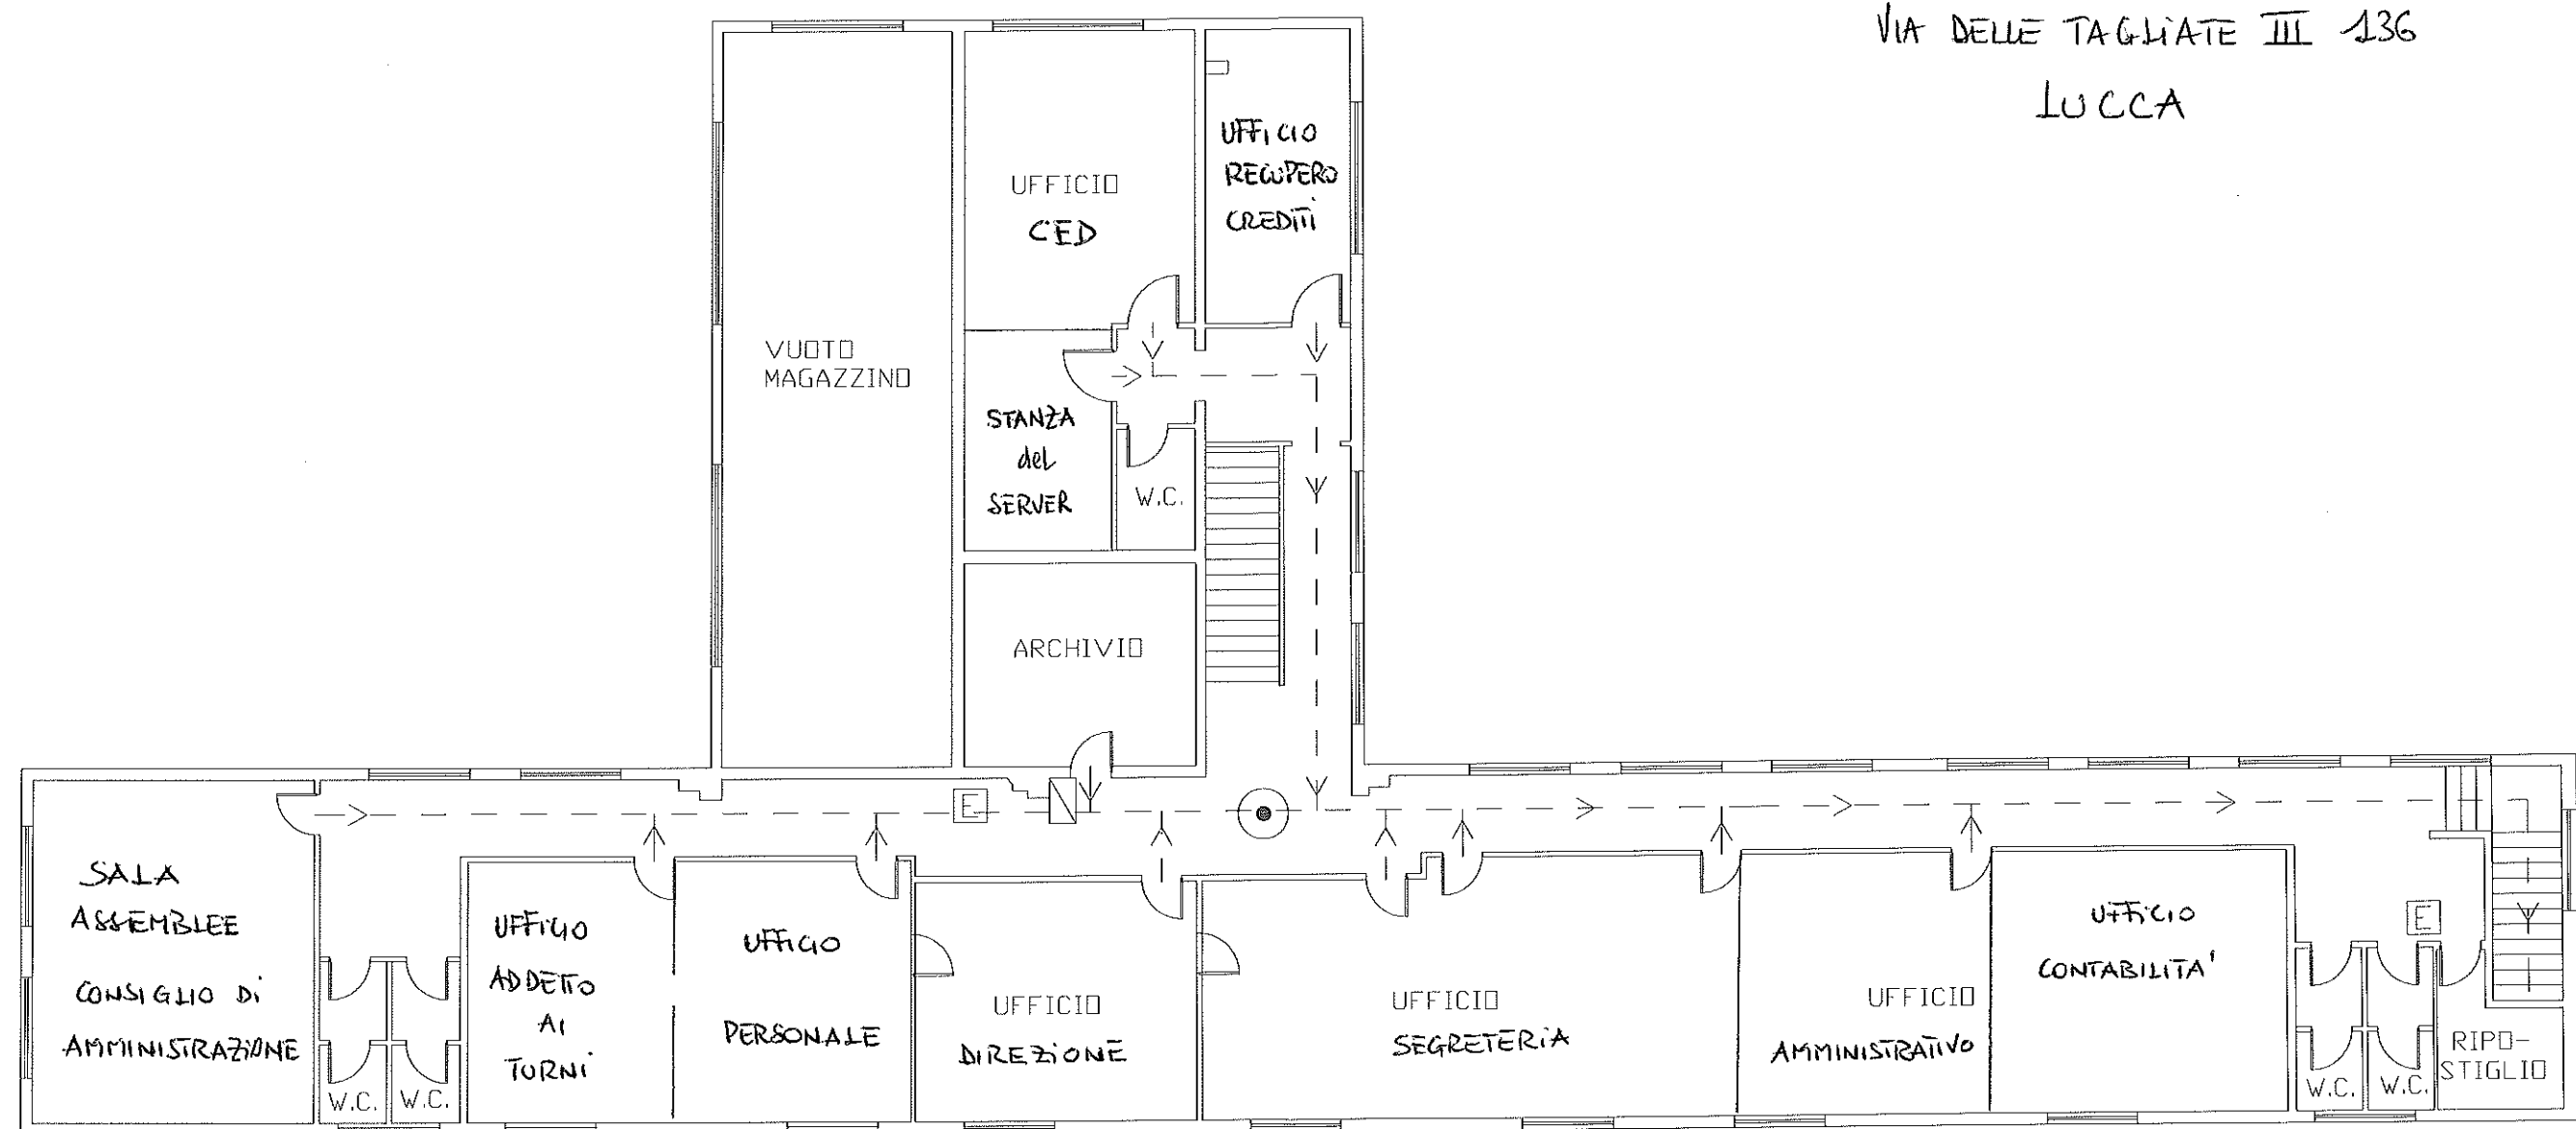 VIA DELLE TAGLIATE III 136
LUCCA
UFFICIO
CED
UFFICIO
RECUPERO
CREDITI
VUOTO
MAGAZZINO
STANZA
del
SERVER
W.C.
ARCHIVIO
E
SALA
ASSEMBLEE
CONSIGLIO Di
AMMINISTRAZIONE
W.C.
W.C.
UFFICIO
ADDETTO
AI
TURNI
UFFICIO
PERSONALE
UFFICIO
DIREZIONE
UFFICIO
SEGRETERIA
UFFICIO
AMMINISTRATIVO
UFFICIO
CONTABILITA'
E
W.C.
W.C.
RIPO-
STIGLIO